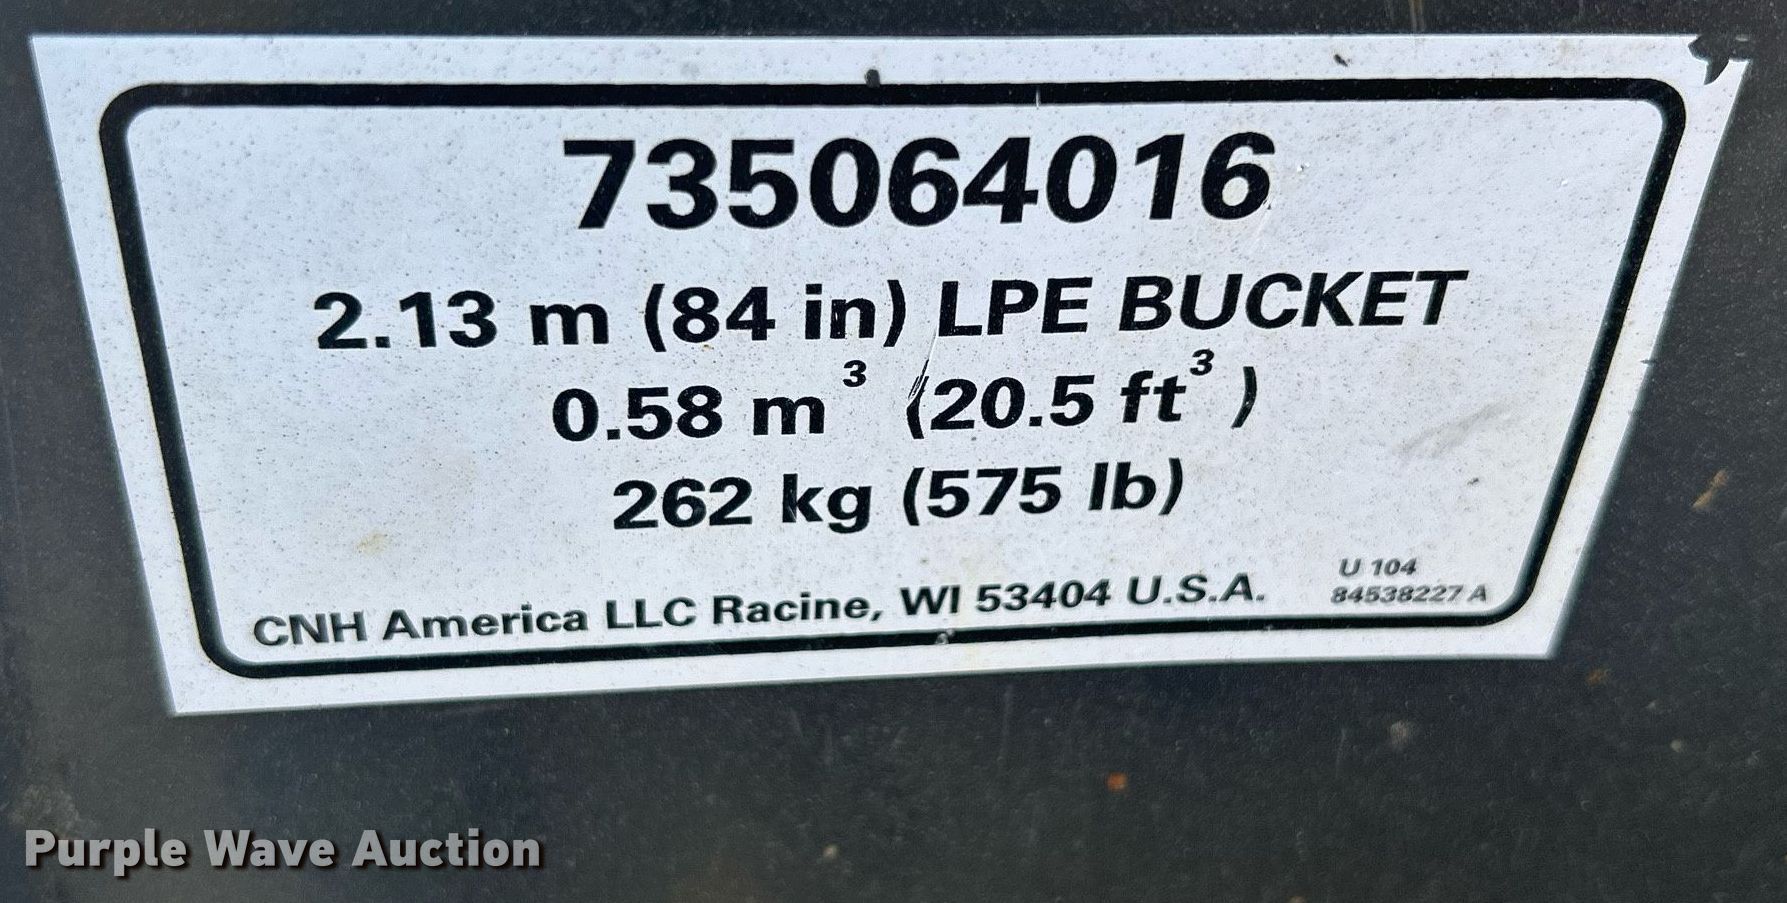 735064016
2.13 m (84 in) LPE BUCKET
0.58 m³ (20.5 ft³)
262 kg (575 lb)
CNH America LLC Racine, WI 53404 U.S.A.
U 104
84538227 A
Purple Wave Auction